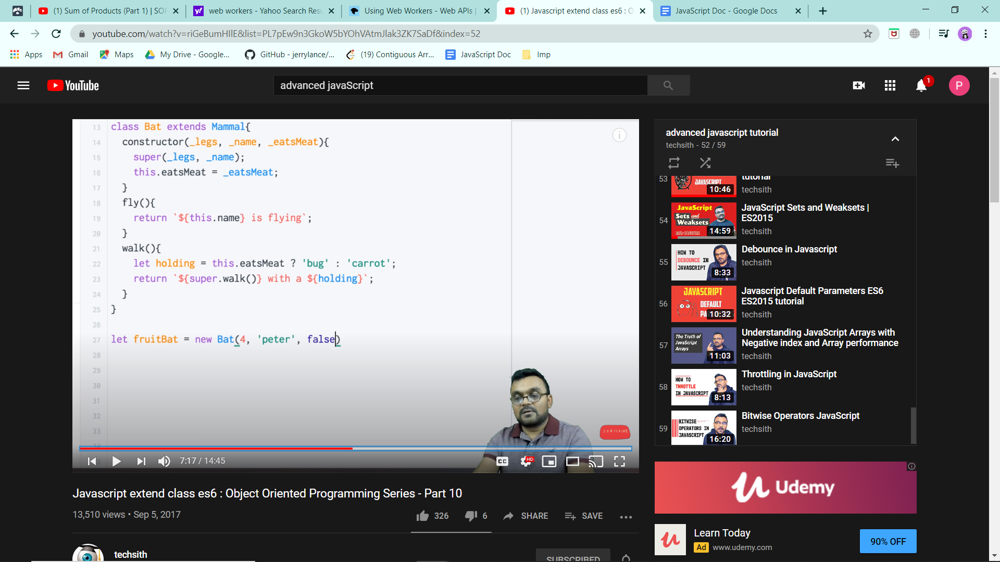 (1) Sum of Products (Part 1) | SOP
web workers - Yahoo Search Resu
Using Web Workers - Web APIs |
(1) Javascript extend class es6 : O
JavaScript Doc - Google Docs
youtube.com/watch?v=riGeBumHIlE&list=PL7pEw9n3GkoW5bYOhVAtmJlak3ZK7SaDf&index=52
Apps
Gmail
Maps
My Drive - Google...
GitHub - jerrylance/...
(19) Contiguous Arr...
JavaScript Doc
Imp
YouTube
advanced javaScript
1
P
13 class Bat extends Mammal{
14 constructor(_legs, _name, _eatsMeat){
15 super(_legs, _name);
16 this.eatsMeat = _eatsMeat;
17 }
18 fly(){
19 return `${this.name} is flying`;
20 }
21 walk(){
22 let holding = this.eatsMeat ? 'bug' : 'carrot';
23 return `${super.walk()} with a ${holding}`;
24 }
25 }
26
27 let fruitBat = new Bat(4, 'peter', false)
28
29
30
31
32
33
34
SUBSCRIBE
7:17 / 14:45
CC
HD
advanced javascript tutorial
techsith - 52 / 59
53
JAVASCRIPT
10:46
tutorial
techsith
54
JavaScript
Sets and
Weaksets
DATA-STRUCTURE
14:59
JavaScript Sets and Weaksets |
ES2015
techsith
55
HOW TO
DEBOUNCE IN
JAVASCRIPT
8:33
Debounce in Javascript
techsith
56
JAVASCRIPT
DEFAULT
10:32
Javascript Default Parameters ES6
ES2015 tutorial
techsith
57
The Truth of
JavaScript
Arrays
11:03
Understanding JavaScript Arrays with
Negative index and Array performance
techsith
58
HOW TO
THROTTLE
IN JAVASCRIPT
8:13
Throttling in JavaScript
techsith
59
BITWISE
OPERATORS IN
JAVASCRIPT
16:20
Bitwise Operators JavaScript
techsith
Javascript extend class es6 : Object Oriented Programming Series - Part 10
13,510 views • Sep 5, 2017
326
6
SHARE
SAVE
techsith
SUBSCRIBED
Udemy
Learn Today
Ad www.udemy.com
90% OFF